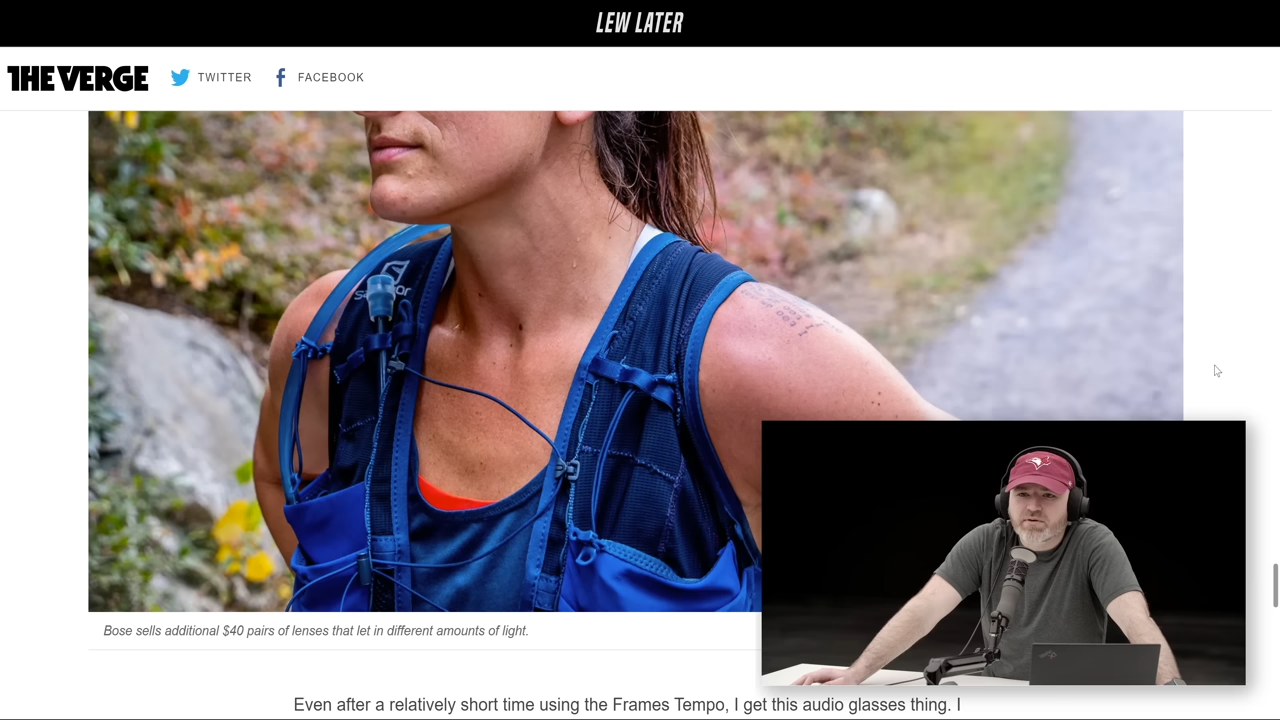 LEW LATER
THE VERGE
TWITTER
FACEBOOK
Bose sells additional $40 pairs of lenses that let in different amounts of light.
Even after a relatively short time using the Frames Tempo, I get this audio glasses thing. I